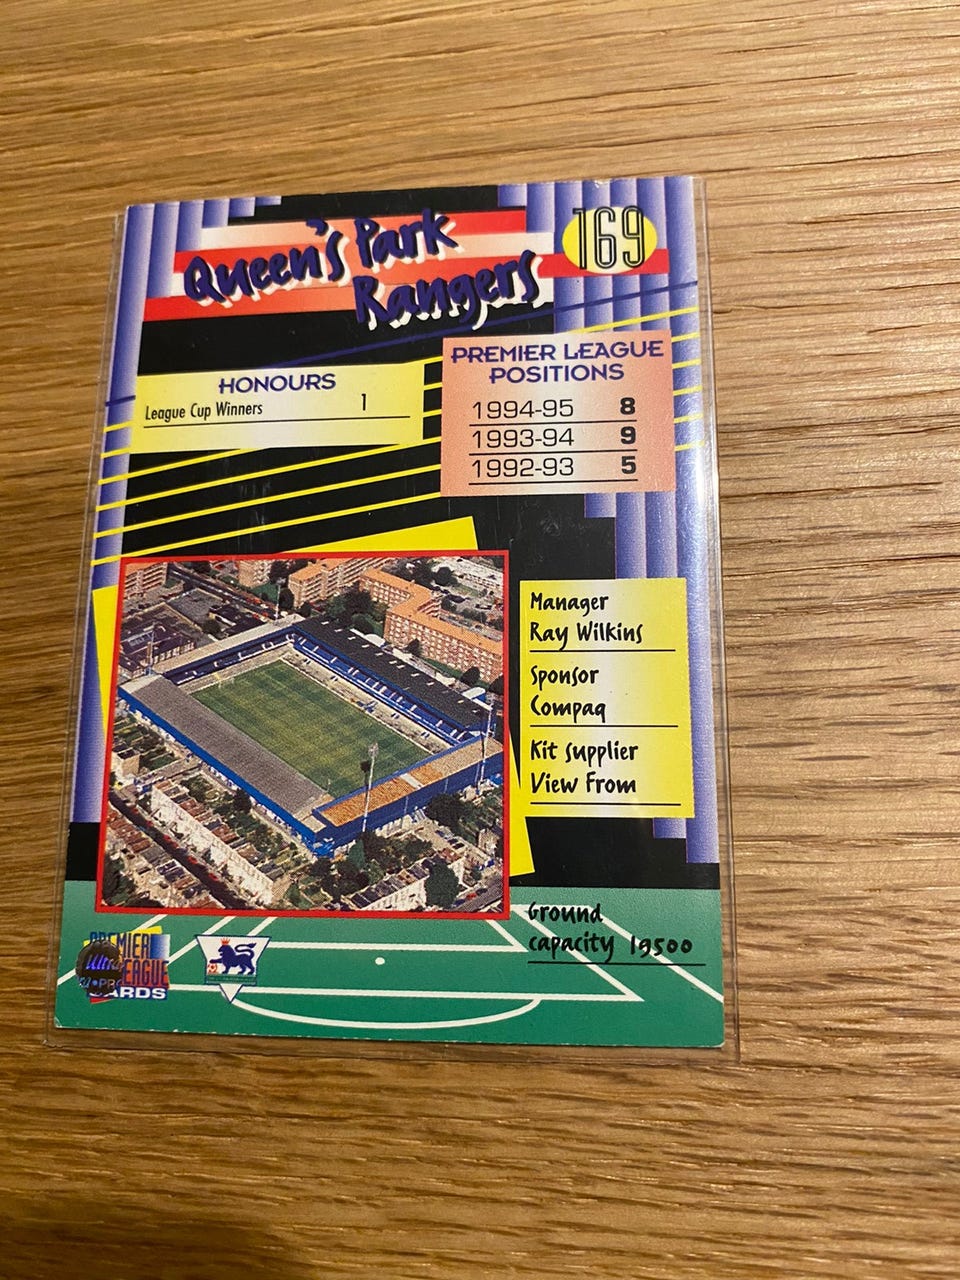 Queen's Park
Rangers
169
HONOURS
League Cup Winners 1
PREMIER LEAGUE
POSITIONS
1994-95 8
1993-94 9
1992-93 5
Manager
Ray Wilkins
Sponsor
Compaq
Kit Supplier
View From
Ground
capacity 19500
PREMIER
LEAGUE
CARDS